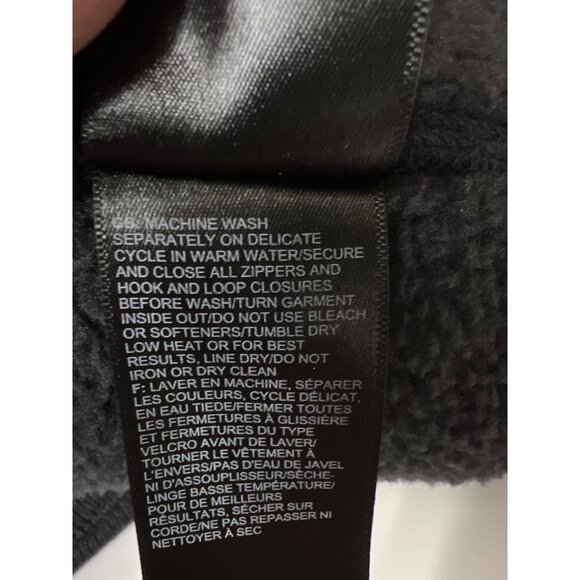 GB: MACHINE WASH
SEPARATELY ON DELICATE
CYCLE IN WARM WATER/SECURE
AND CLOSE ALL ZIPPERS AND
HOOK AND LOOP CLOSURES
BEFORE WASH/TURN GARMENT
INSIDE OUT/DO NOT USE BLEACH
OR SOFTENERS/TUMBLE DRY
LOW HEAT OR FOR BEST
RESULTS, LINE DRY/DO NOT
IRON OR DRY CLEAN
F: LAVER EN MACHINE, SÉPARER
LES COULEURS, CYCLE DÉLICAT,
EN EAU TIEDE/FERMER TOUTES
LES FERMETURES À GLISSIÈRE
ET FERMETURES DU TYPE
VELCRO AVANT DE LAVER/
TOURNER LE VÊTEMENT À
L'ENVERS/PAS D'EAU DE JAVEL
NI D'ASSOUPLISEUR/SÈCHE-
LINGE BASSE TEMPÉRATURE/
POUR DE MEILLEURS
RÉSULTATS, SÉCHER SUR
CORDE/NE PAS REPASSER NI
NETTOYER À SEC